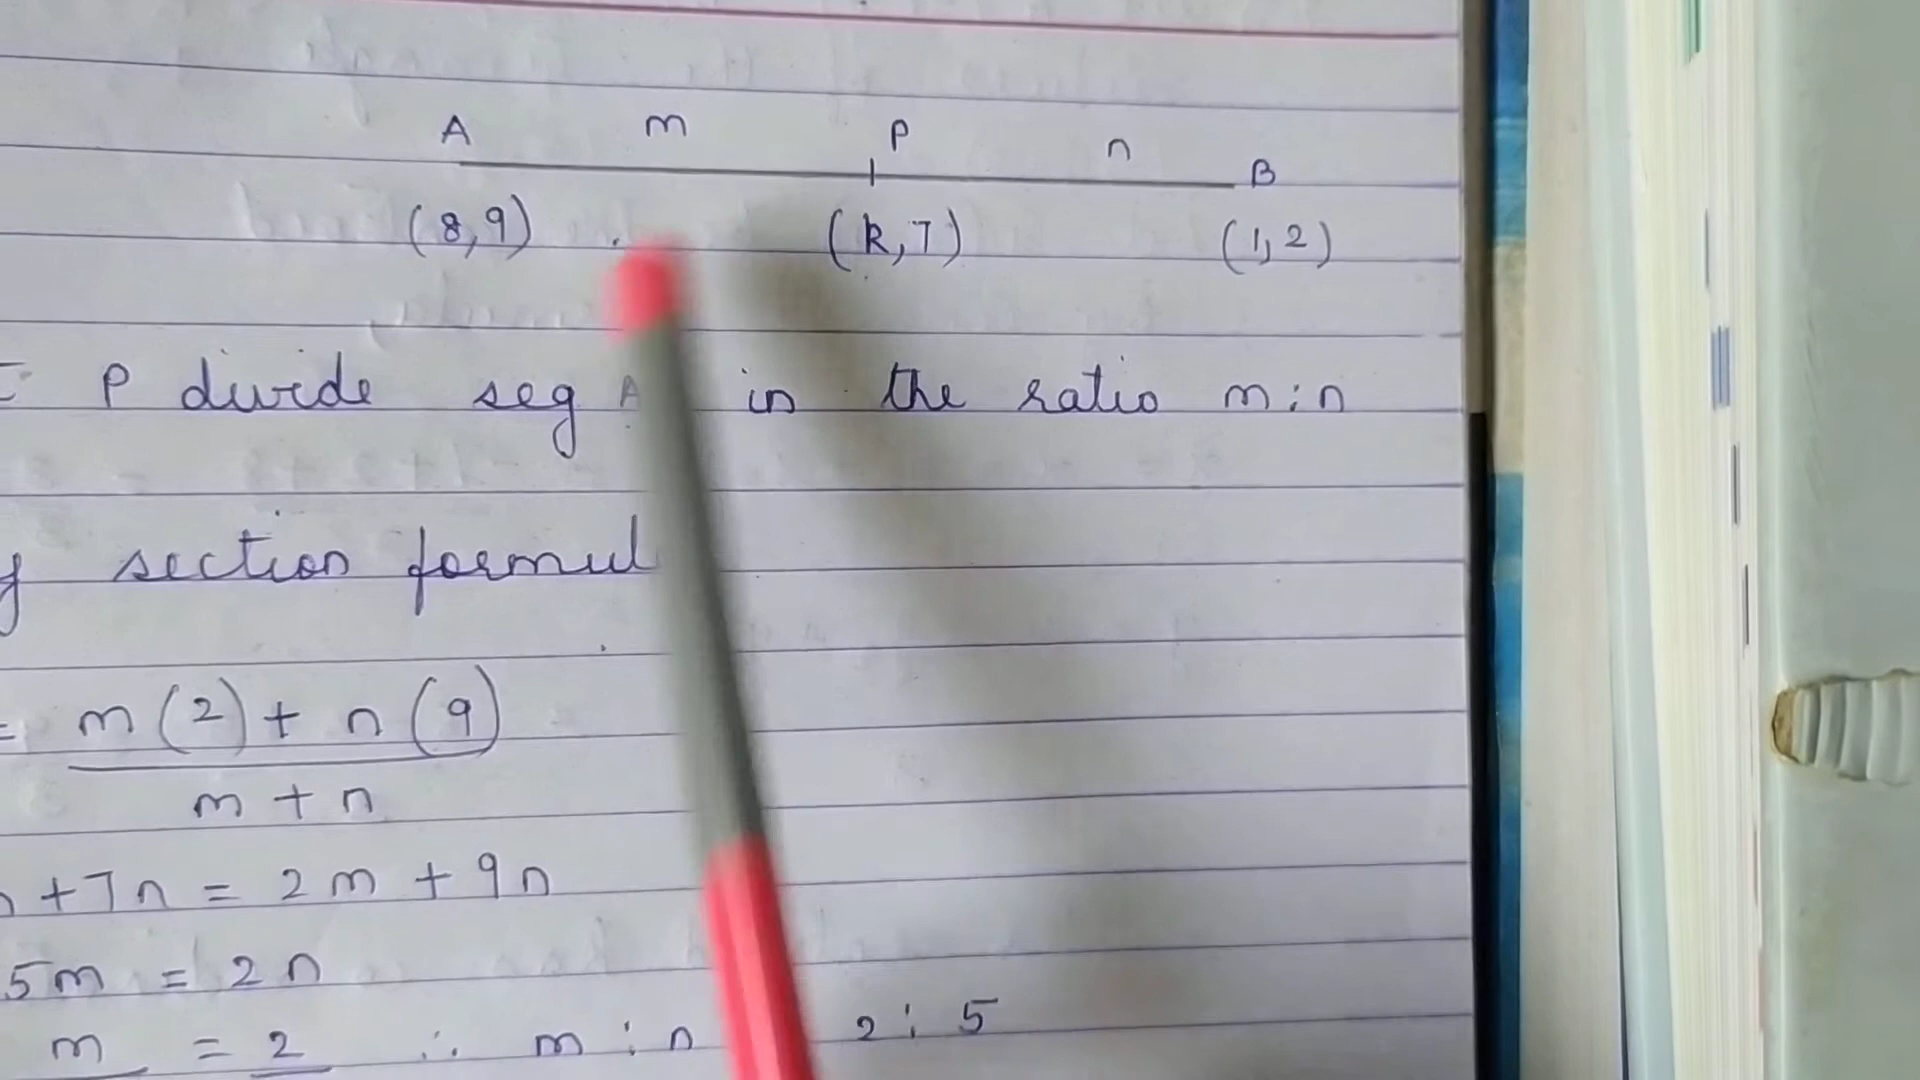 A m P n B
(8,9) (k,7) (1,2)
P divide seg A in the ratio m:n
section formul
= m(2) + n(9)
m + n
+7n = 2m + 9n
5m = 2n
m = 2 ∴ m : n 2 : 5